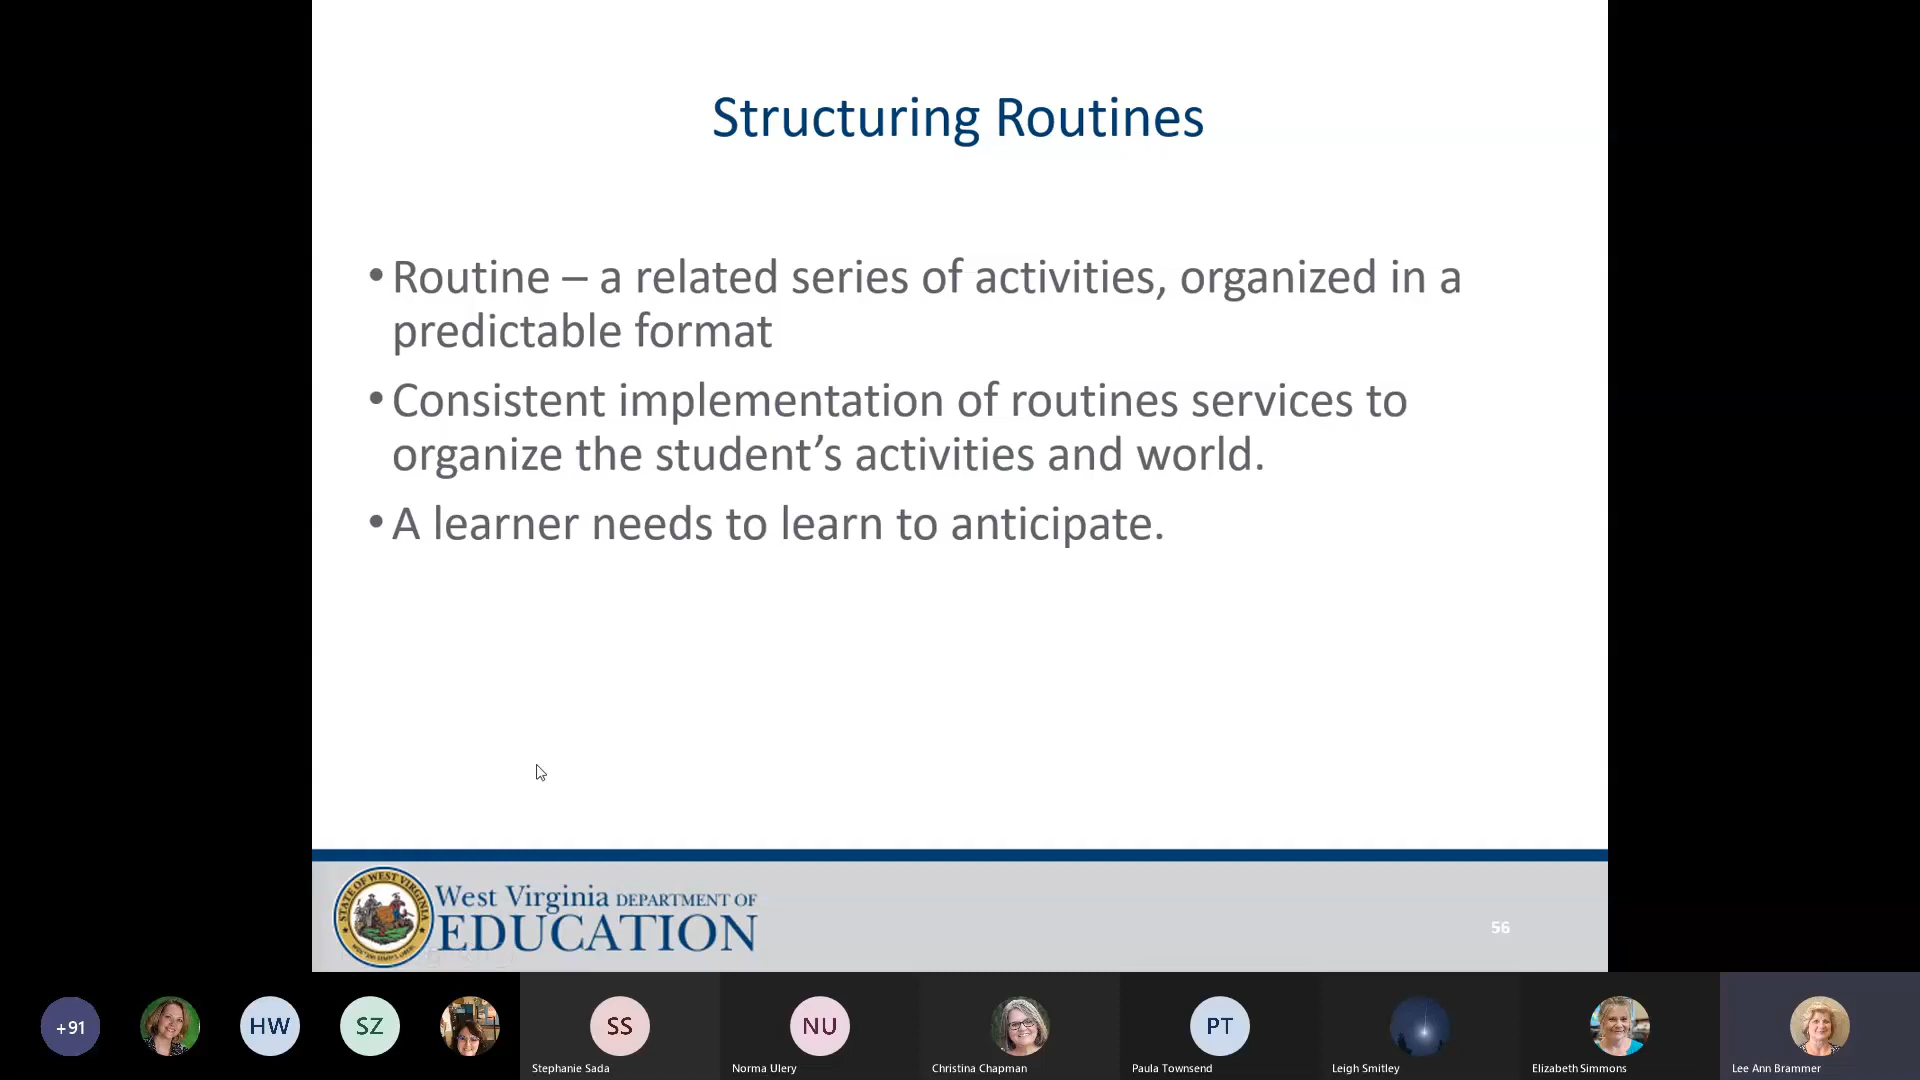 Structuring Routines
• Routine – a related series of activities, organized in a
predictable format
• Consistent implementation of routines services to
organize the student’s activities and world.
• A learner needs to learn to anticipate.
STATE OF WEST VIRGINIA
West Virginia DEPARTMENT OF
EDUCATION
56
+91
HW
SZ
SS
NU
PT
Stephanie Sada
Norma Ulery
Christina Chapman
Paula Townsend
Leigh Smitley
Elizabeth Simmons
Lee Ann Brammer